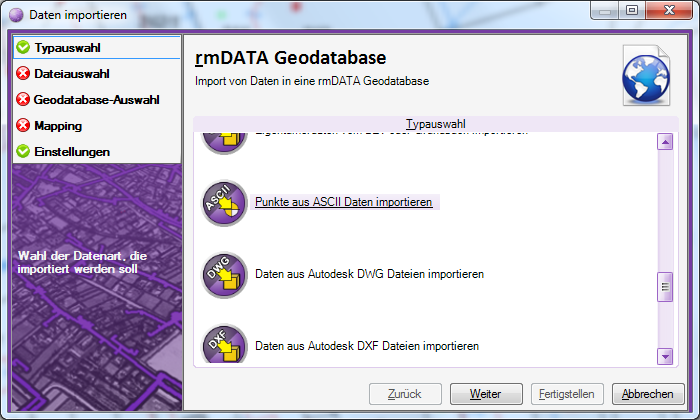 Daten importieren
Typauswahl
Dateiauswahl
Geodatabase-Auswahl
Mapping
Einstellungen
Wahl der Datenart, die
importiert werden soll
rmDATA Geodatabase
Import von Daten in eine rmDATA Geodatabase
Typauswahl
importieren
ASCII
Punkte aus ASCII Daten importieren
DWG
Daten aus Autodesk DWG Dateien importieren
DXF
Daten aus Autodesk DXF Dateien importieren
Zurück
Weiter
Fertigstellen
Abbrechen